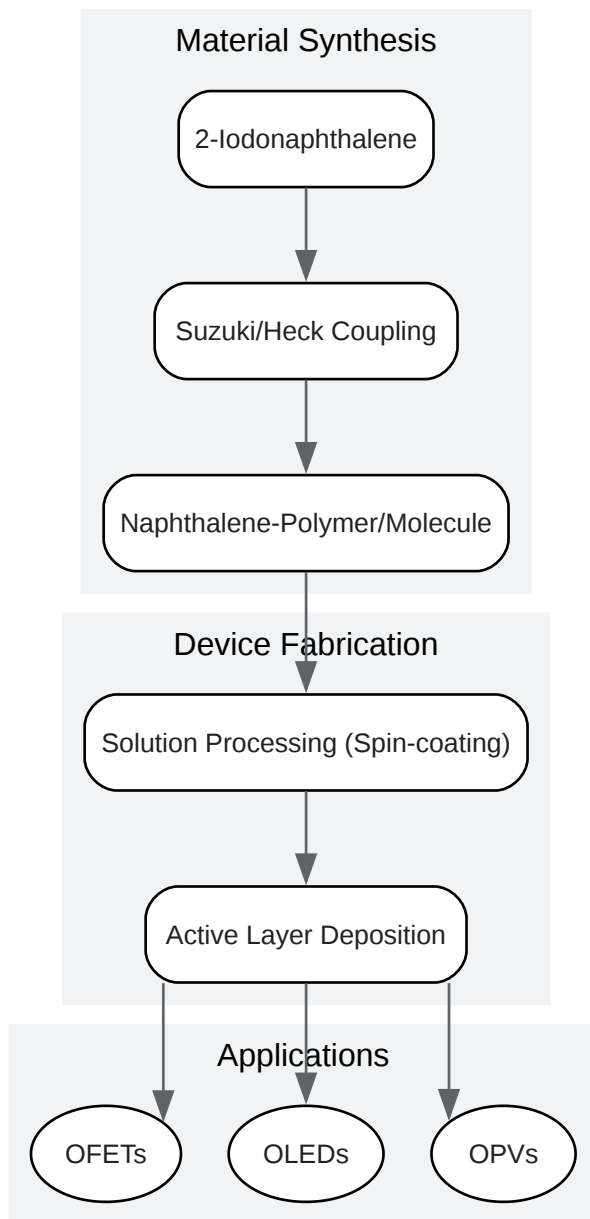 Material Synthesis
2-Iodonaphthalene
Suzuki/Heck Coupling
Naphthalene-Polymer/Molecule
Device Fabrication
Solution Processing (Spin-coating)
Active Layer Deposition
Applications
OFETs
OLEDs
OPVs